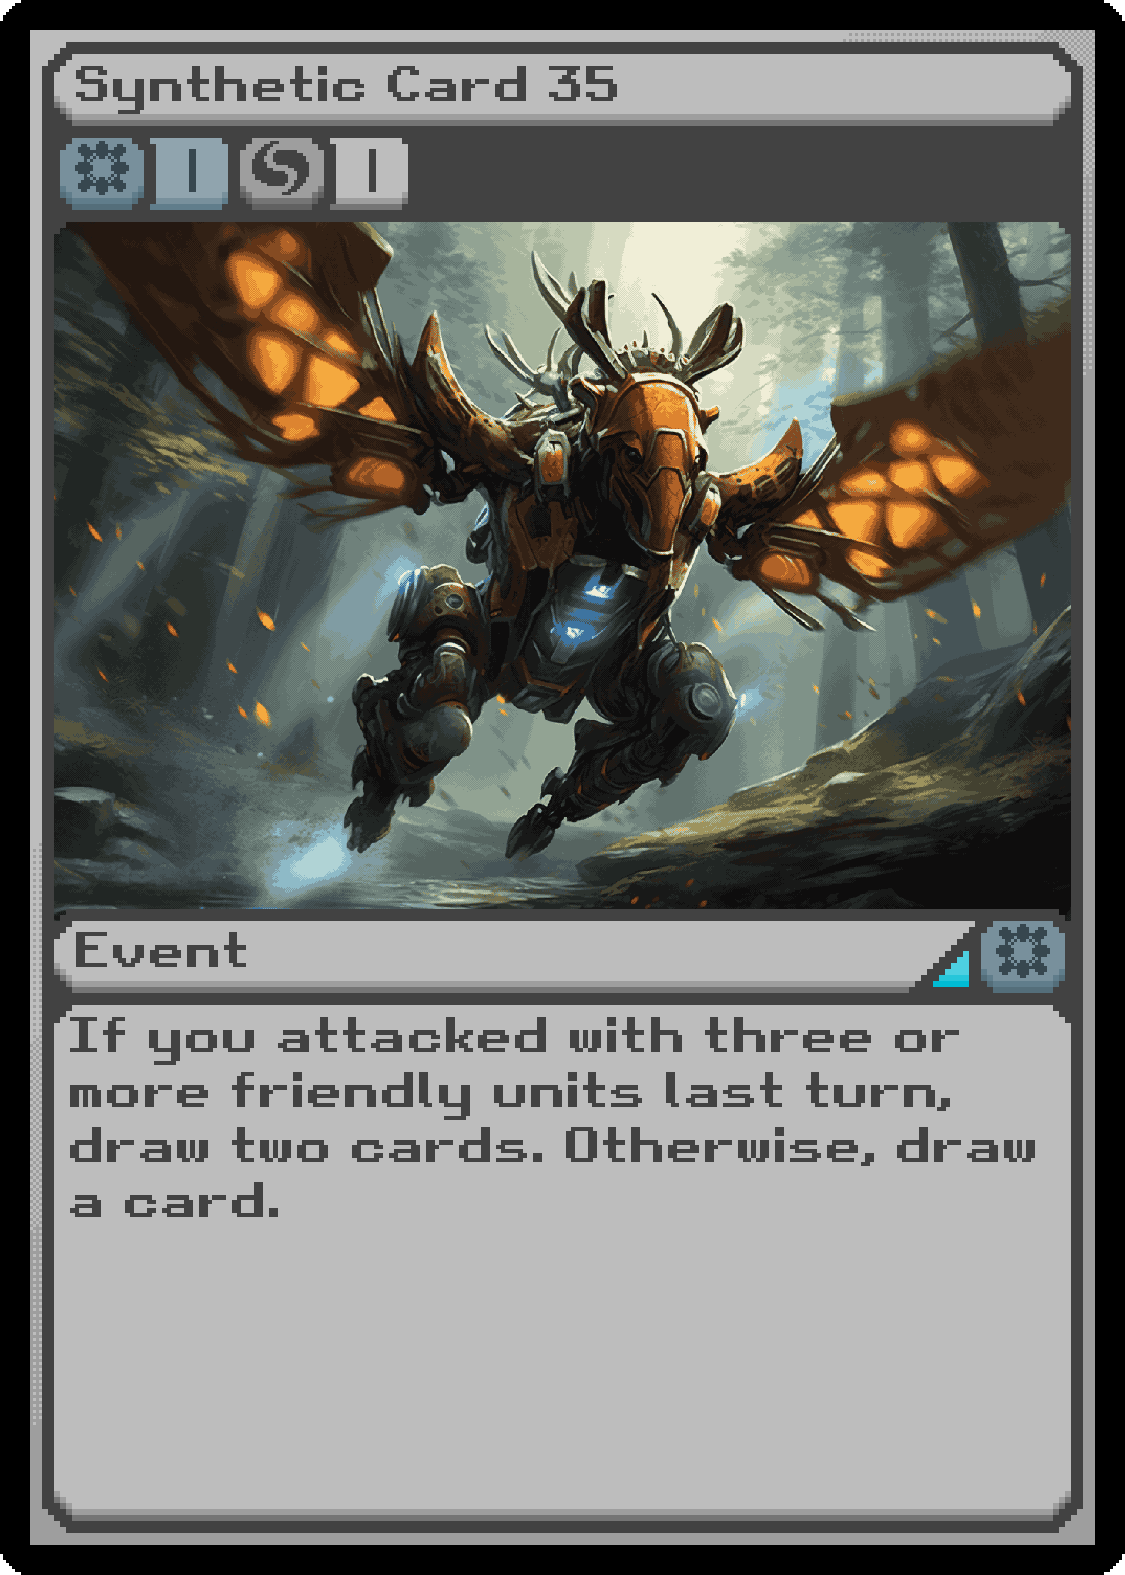 Synthetic Card 35
1 1
Event
If you attacked with three or
more friendly units last turn,
draw two cards. Otherwise, draw
a card.